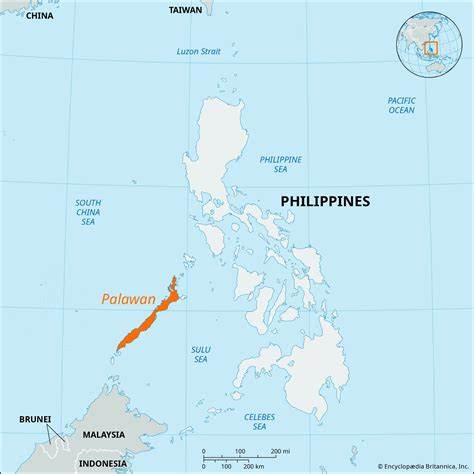 CHINA
TAIWAN
Luzon Strait
PACIFIC
OCEAN
PHILIPPINE
SEA
SOUTH
CHINA
SEA
PHILIPPINES
Palawan
SULU
SEA
BRUNEI
MALAYSIA
CELEBES
SEA
INDONESIA
0 100 200 mi
0 100 200 km
© Encyclopædia Britannica, Inc.